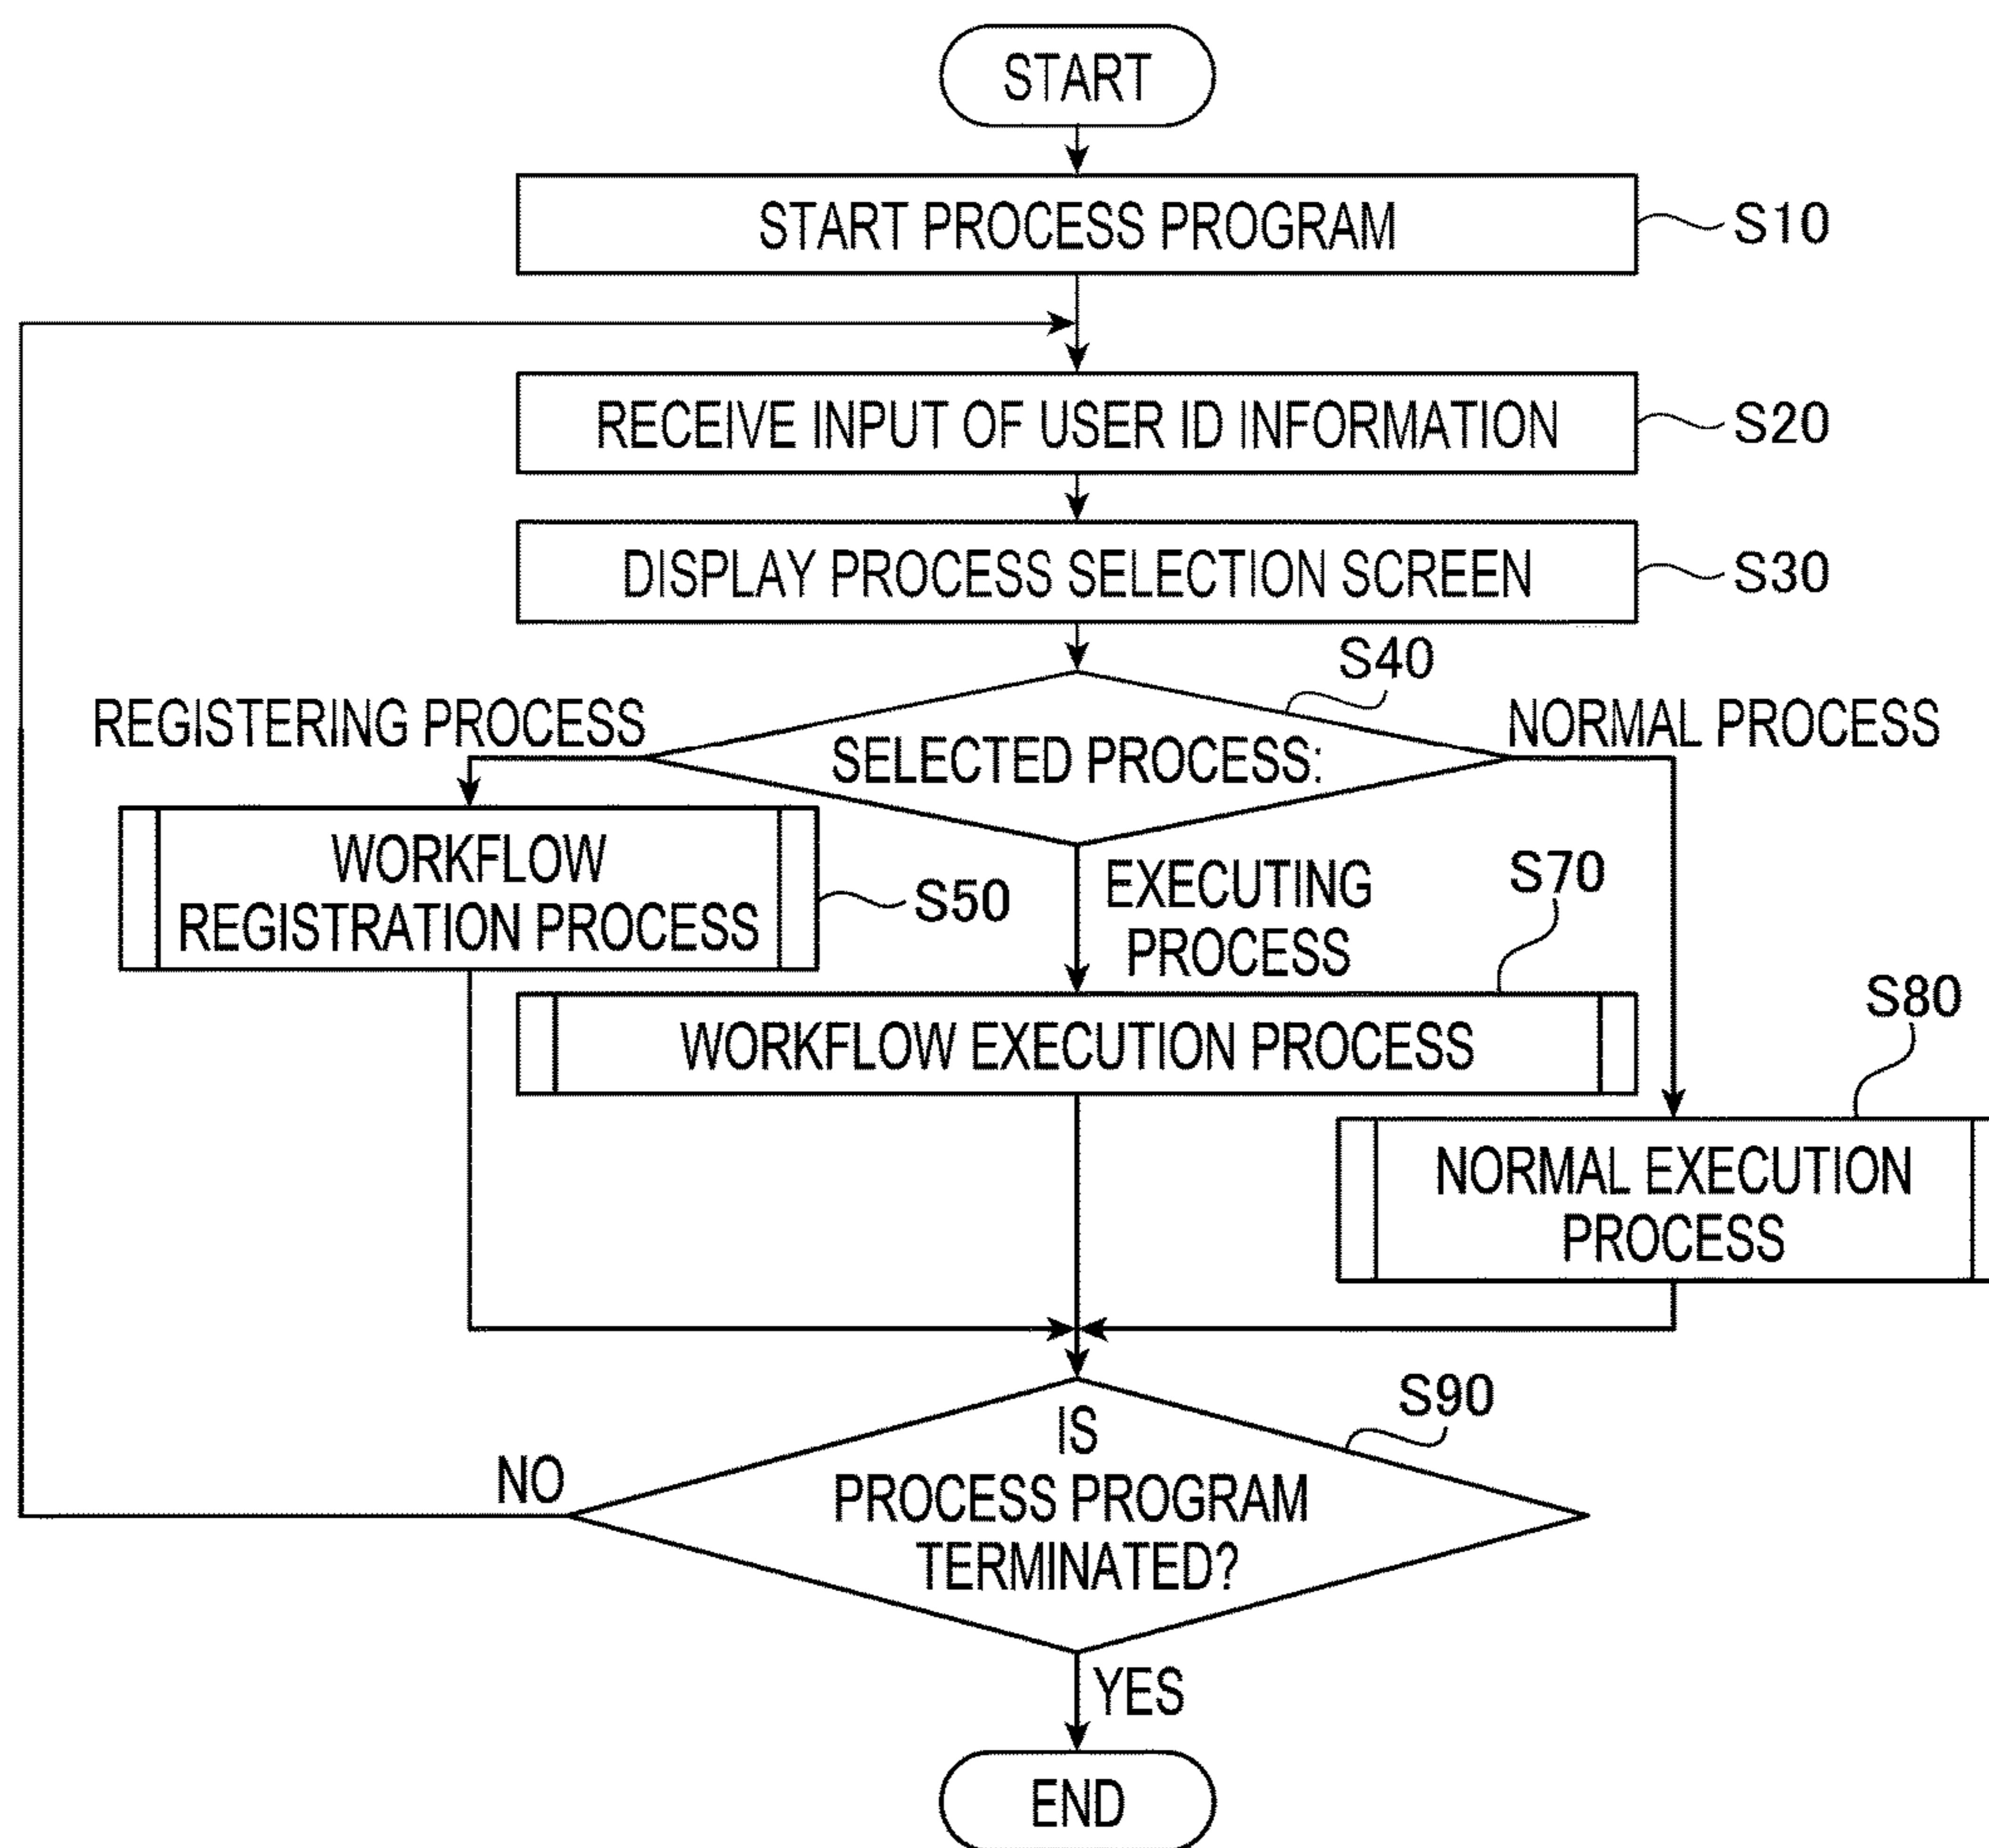 START
START PROCESS PROGRAM
S10
RECEIVE INPUT OF USER ID INFORMATION
S20
DISPLAY PROCESS SELECTION SCREEN
S30
S40
REGISTERING PROCESS
SELECTED PROCESS:
NORMAL PROCESS
WORKFLOW
REGISTRATION PROCESS
S50
EXECUTING
PROCESS
S70
WORKFLOW EXECUTION PROCESS
S80
NORMAL EXECUTION
PROCESS
S90
IS
PROCESS PROGRAM
TERMINATED?
NO
YES
END